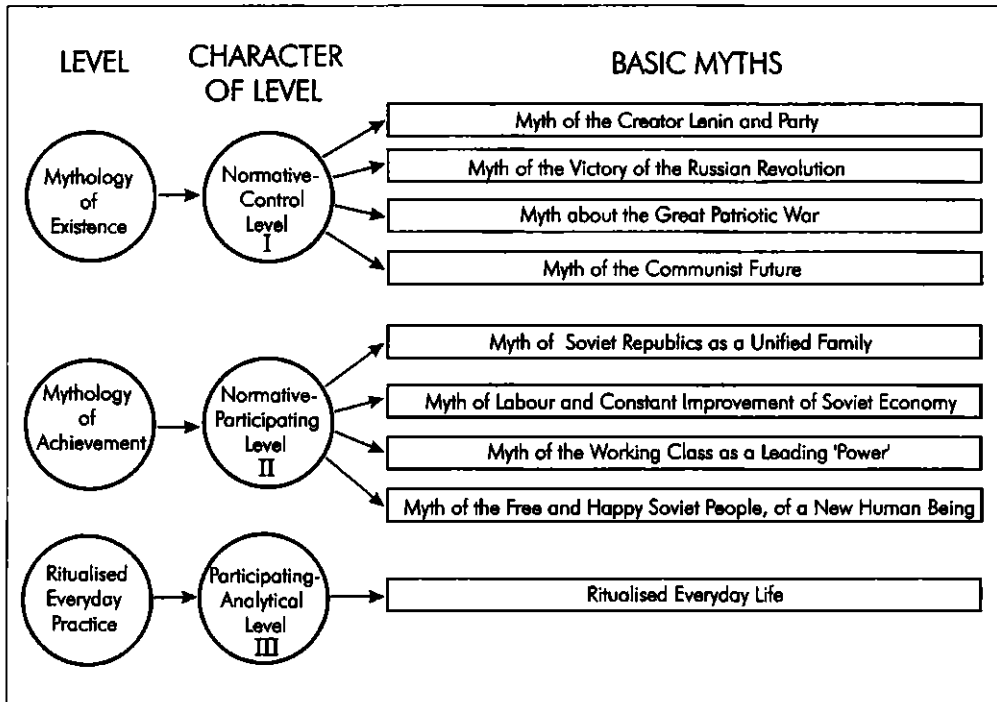 LEVEL
CHARACTER
OF LEVEL
BASIC MYTHS
Mythology
of
Existence
Normative-
Control
Level
I
Myth of the Creator Lenin and Party
Myth of the Victory of the Russian Revolution
Myth about the Great Patriotic War
Myth of the Communist Future
Mythology
of
Achievement
Normative-
Participating
Level
II
Myth of Soviet Republics as a Unified Family
Myth of Labour and Constant Improvement of Soviet Economy
Myth of the Working Class as a Leading 'Power'
Myth of the Free and Happy Soviet People, of a New Human Being
Ritualised
Everyday
Practice
Participating-
Analytical
Level
III
Ritualised Everyday Life